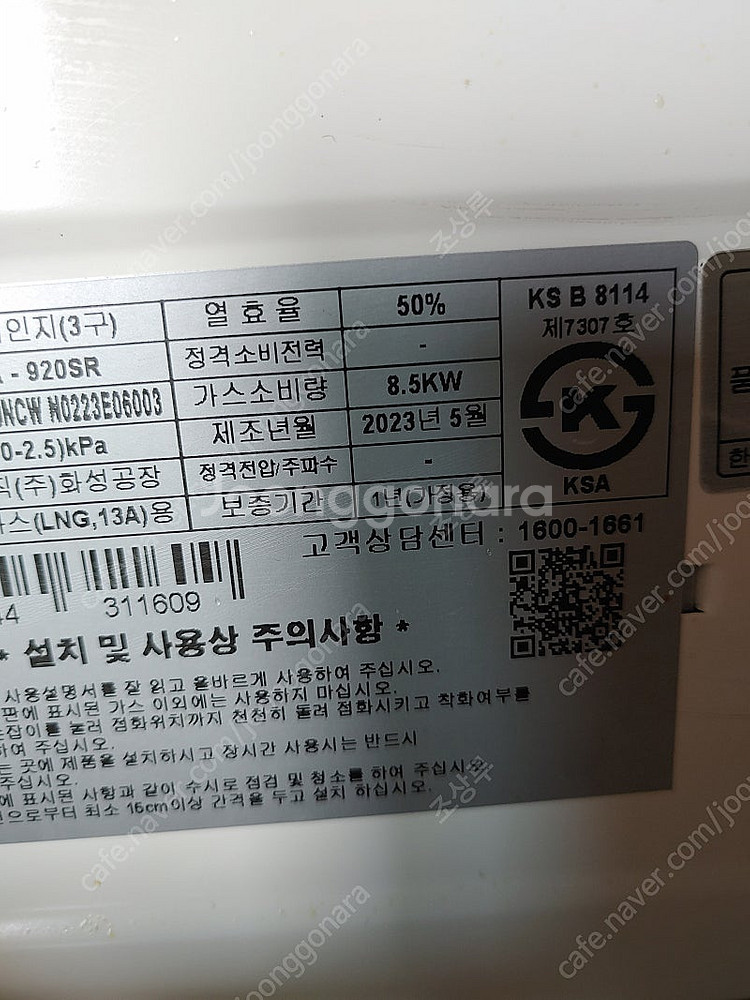 인지(3구) 열 효 율 50% KS B 8114
제7307호
- 920SR 정격소비전력 -
NCW N0223E06003 가스소비량 8.5KW
0-2.5)kPa 제조년월 2023년 5월
(주)화성공장 정격전압/주파수 -
스(LNG,13A)용 보증기간 1년(가정용)
K
KSA
고객상담센터 : 1600-1661
4 311609
* 설치 및 사용상 주의사항 *
사용설명서를 잘 읽고 올바르게 사용하여 주십시오.
판에 표시된 가스 이외에는 사용하지 마십시오.
손잡이를 눌러 점화위치까지 천천히 돌려 점화시키고 착화여부를
하여 주십시오.
는 곳에 제품을 설치하시고 장시간 사용시는 반드시
주십시오.
에 표시된 사항과 같이 수시로 점검 및 청소를 하여 주십시오.
으로부터 최소 15cm이상 간격을 두고 설치 하십시오.
품
한
Joonggonara
cafe.naver.com/joonggonara
조상루